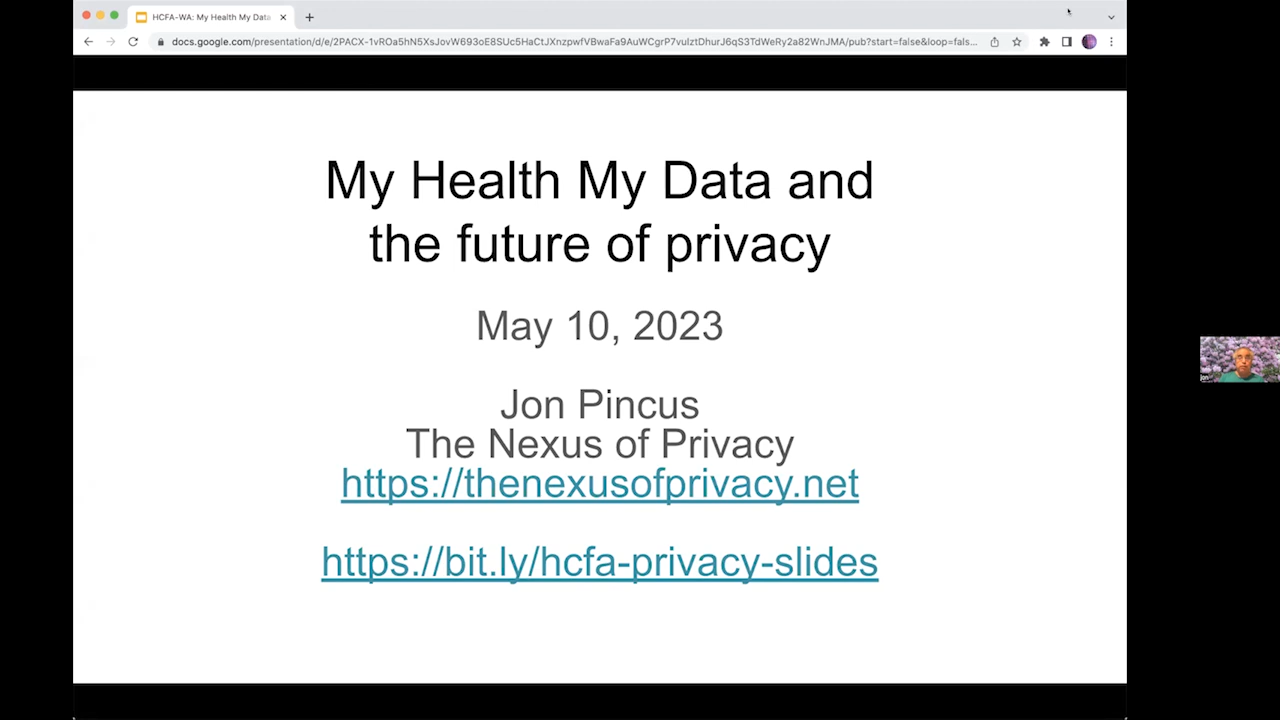 HCFA-WA: My Health My Data
docs.google.com/presentation/d/e/2PACX-1vROa5hN5XsJovW693oE8SUc5HaCtJXnzpwfVBwaFa9AuWCgrP7vulztDhurJ6qS3TdWeRy2a82WnJMA/pub?start=false&loop=fals...
My Health My Data and
the future of privacy
May 10, 2023
Jon Pincus
The Nexus of Privacy
https://thenexusofprivacy.net
https://bit.ly/hcfa-privacy-slides
jon